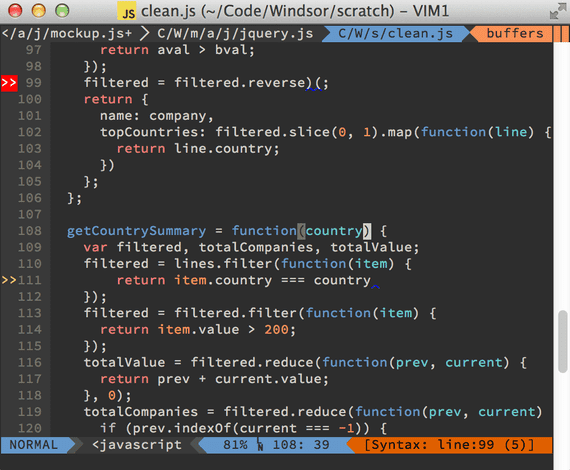 JS clean.js (~/Code/Windsor/scratch) – VIM1
</a/j/mockup.js+ > C/W/m/a/j/jquery.js C/W/s/clean.js buffers
97 return aval > bval;
98 });
>> 99 filtered = filtered.reverse)(;
100 return {
101 name: company,
102 topCountries: filtered.slice(0, 1).map(function(line) {
103 return line.country;
104 })
105 };
106 };
107
108 getCountrySummary = function(country) {
109 var filtered, totalCompanies, totalValue;
110 filtered = lines.filter(function(item) {
>>111 return item.country === country
112 });
113 filtered = filtered.filter(function(item) {
114 return item.value > 200;
115 });
116 totalValue = filtered.reduce(function(prev, current) {
117 return prev + current.value;
118 }, 0);
119 totalCompanies = filtered.reduce(function(prev, current)
120 if (prev.indexOf(current === -1)) {
NORMAL <javascript 81% LN 108: 39 [Syntax: line:99 (5)]